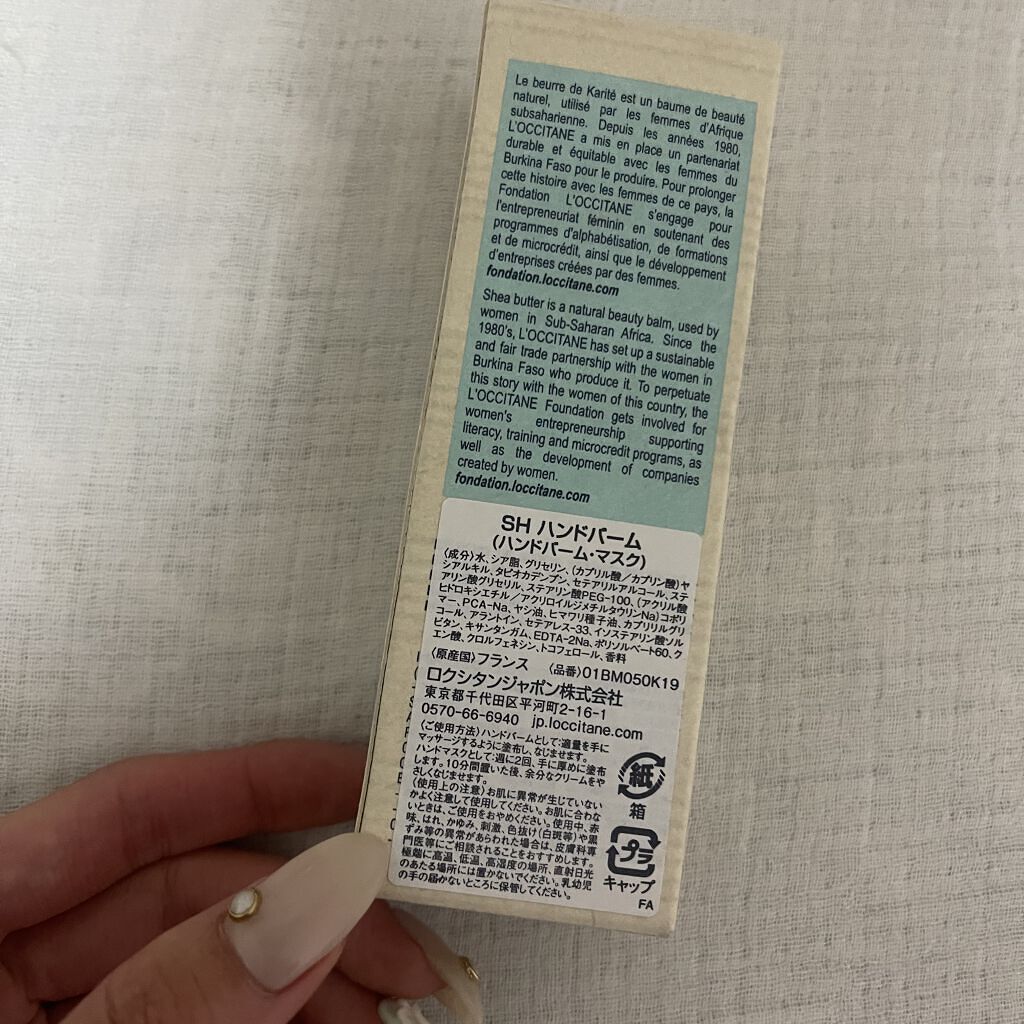 Le beurre de Karité est un baume de beauté
naturel, utilisé par les femmes d'Afrique
subsaharienne. Depuis les années 1980,
L'OCCITANE a mis en place un partenariat
durable et équitable avec les femmes du
Burkina Faso pour le produire. Pour prolonger
cette histoire avec les femmes de ce pays, la
Fondation L'OCCITANE s'engage pour
l'entrepreneuriat féminin en soutenant des
programmes d'alphabétisation, de formations
et de microcrédit, ainsi que le développement
d'entreprises créées par des femmes.
fondation.loccitane.com
Shea butter is a natural beauty balm, used by
women in Sub-Saharan Africa. Since the
1980's, L'OCCITANE has set up a sustainable
and fair trade partnership with the women in
Burkina Faso who produce it. To perpetuate
this story with the women of this country, the
L'OCCITANE Foundation gets involved for
women's entrepreneurship supporting
literacy, training and microcredit programs, as
well as the development of companies
created by women.
fondation.loccitane.com
SH ハンドバーム
(ハンドバーム・マスク)
〈成分〉水、シア脂、グリセリン、(カプリル酸/カプリン酸)ヤ
シアルキル、タピオカデンプン、セテアリルアルコール、ステ
アリン酸グリセリル、ステアリン酸PEG-100、(アクリル酸
ヒドロキシエチル/アクリロイルジメチルタウリンNa)コポリ
マー、PCA-Na、ヤシ油、ヒマワリ種子油、カプリリルグリ
コール、アラントイン、セテアレス-33、イソステアリン酸ソル
ビタン、キサンタンガム、EDTA-2Na、ポリソルベート60、ク
エン酸、クロルフェネシン、トコフェロール、香料
〈原産国〉フランス 〈品番〉01BM050K19
ロクシタンジャポン株式会社
東京都千代田区平河町2-16-1
0570-66-6940 jp.loccitane.com
〈ご使用方法〉ハンドバームとして:適量を手に
マッサージするように塗布し、なじませます。
ハンドマスクとして:週に2回、手に厚めに塗布
します。10分間置いた後、余分なクリームをや
さしくなじませます。
〈使用上の注意〉お肌に異常が生じていない
かよく注意して使用してください。お肌に合わな
いときは、ご使用をおやめください。使用中、赤
味、はれ、かゆみ、刺激、色抜け(白斑等)や黒
ずみ等の異常があらわれた場合は、皮膚科専
門医等にご相談されることをおすすめします。
極端に高温、低温、高湿度の場所、直射日光
のあたる場所には置かないでください。乳幼児
の手の届かないところに保管してください。
紙
箱
プラ
キャップ
FA